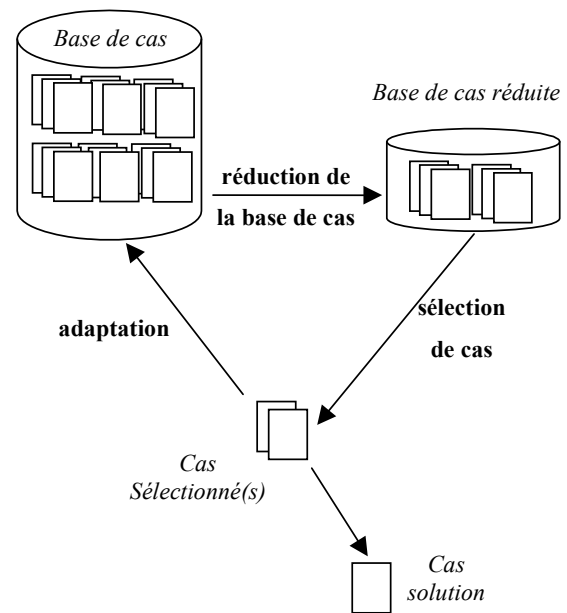 Base de cas
Base de cas réduite
réduction de
la base de cas
adaptation
sélection
de cas
Cas
Sélectionné(s)
Cas
solution